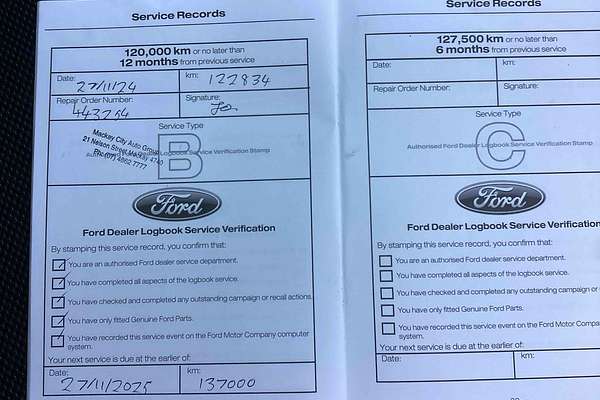 Service Records
120,000 km or no later than
12 months from previous service
Date: 27/11/24
km: 122834
Repair Order Number: 443254
Signature:
Service Type
B
Mackay City Auto Group
21 Nelson Street Mackay 4740
Ph: (07) 4962 7777
Logbook Service Verification Stamp
Ford
Ford Dealer Logbook Service Verification
By stamping this service record, you confirm that:
You are an authorised Ford dealer service department.
You have completed all aspects of the logbook service.
You have checked and completed any outstanding campaign or recall actions.
You have only fitted Genuine Ford Parts.
You have recorded this service event on the Ford Motor Company computer
system.
Your next service is due at the earlier of:
Date: 27/11/2025
km: 137000
Service Records
127,500 km or no later than
6 months from previous service
Date:
km:
Repair Order Number:
Signature:
Service Type
C
Authorised Ford Dealer Logbook Service Verification Stamp
Ford
Ford Dealer Logbook Service Verification
By stamping this service record, you confirm that:
You are an authorised Ford dealer service department.
You have completed all aspects of the logbook service.
You have checked and completed any outstanding campaign or
You have only fitted Genuine Ford Parts.
You have recorded this service event on the Ford Motor Company
system.
Your next service is due at the earlier of:
Date:
km: